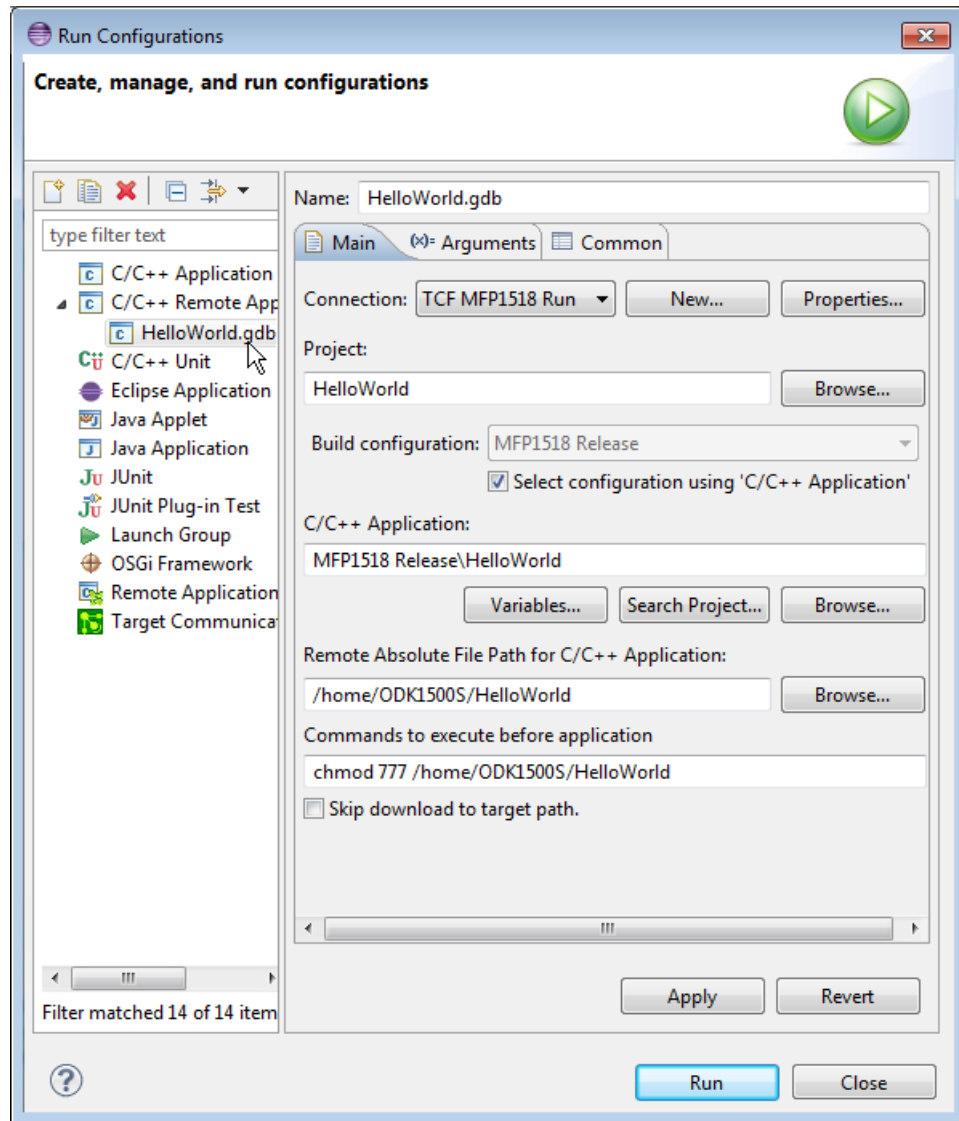 Run Configurations
Create, manage, and run configurations
type filter text
C/C++ Application
C/C++ Remote App
HelloWorld.gdb
C/C++ Unit
Eclipse Application
Java Applet
Java Application
JUnit
JUnit Plug-in Test
Launch Group
OSGi Framework
Remote Application
Target Communica
Filter matched 14 of 14 item
Name: HelloWorld.gdb
Main (x)= Arguments Common
Connection: TCF MFP1518 Run New... Properties...
Project:
HelloWorld Browse...
Build configuration: MFP1518 Release
Select configuration using 'C/C++ Application'
C/C++ Application:
MFP1518 Release\HelloWorld
Variables... Search Project... Browse...
Remote Absolute File Path for C/C++ Application:
/home/ODK1500S/HelloWorld Browse...
Commands to execute before application
chmod 777 /home/ODK1500S/HelloWorld
Skip download to target path.
Apply Revert
Run Close